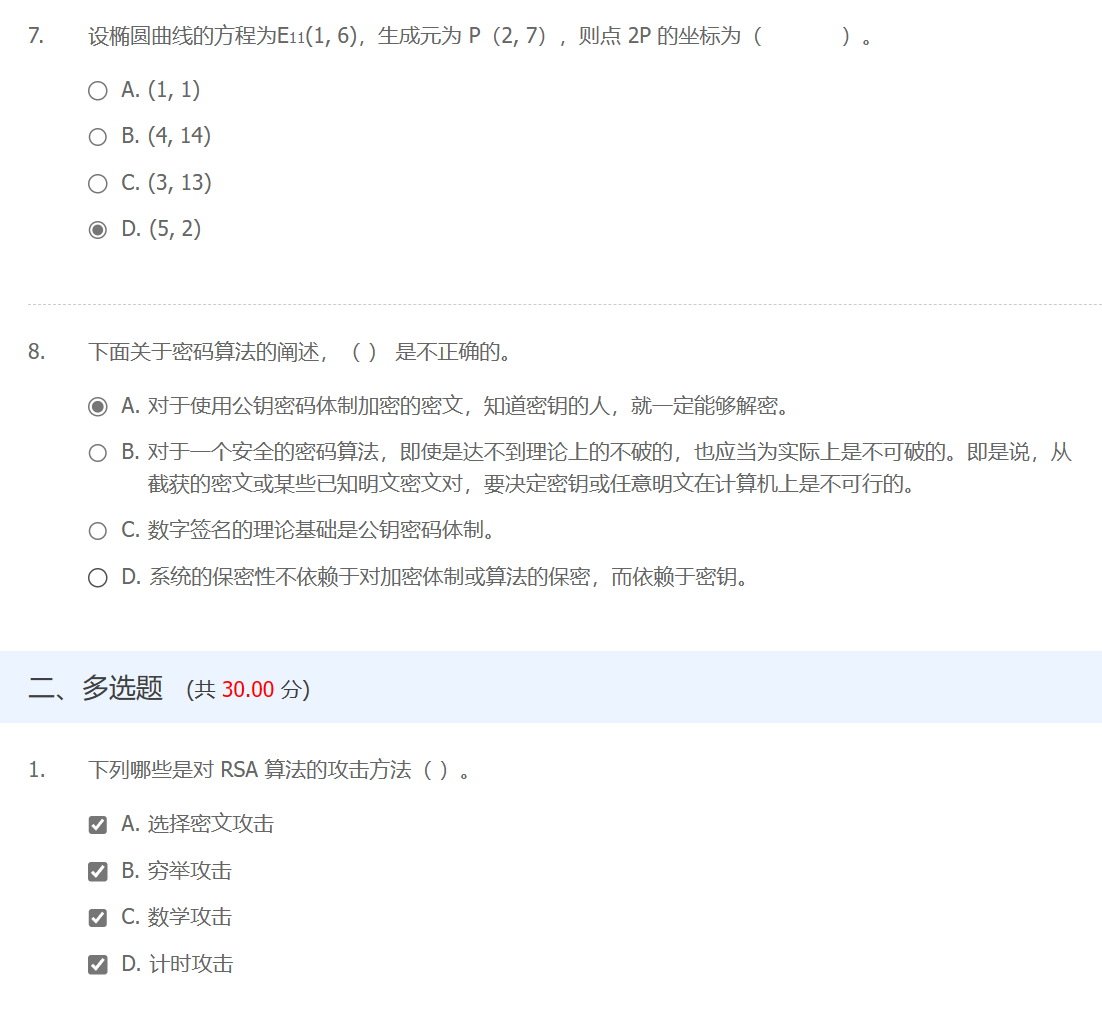 7. 设椭圆曲线的方程为E11(1, 6)，生成元为 P（2, 7），则点 2P 的坐标为（ ）。
A. (1, 1)
B. (4, 14)
C. (3, 13)
D. (5, 2)
8. 下面关于密码算法的阐述，（ ） 是不正确的。
A. 对于使用公钥密码体制加密的密文，知道密钥的人，就一定能够解密。
B. 对于一个安全的密码算法，即使是达不到理论上的不破的，也应当为实际上是不可破的。即是说，从
截获的密文或某些已知明文密文对，要决定密钥或任意明文在计算机上是不可行的。
C. 数字签名的理论基础是公钥密码体制。
D. 系统的保密性不依赖于对加密体制或算法的保密，而依赖于密钥。
二、多选题 (共 30.00 分)
1. 下列哪些是对 RSA 算法的攻击方法（ ）。
A. 选择密文攻击
B. 穷举攻击
C. 数学攻击
D. 计时攻击